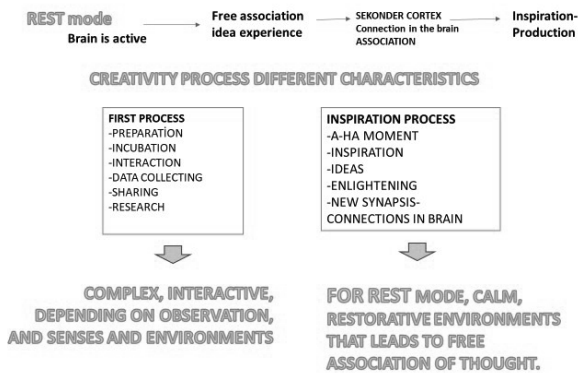 REST mode
Brain is active
Free association
idea experience
SEKONDER CORTEX
Connection in the brain
ASSOCIATION
Inspiration-
Production
CREATIVITY PROCESS DIFFERENT CHARACTERISTICS
FIRST PROCESS
-PREPARATİON
-INCUBATION
-INTERACTION
-DATA COLLECTING
-SHARING
-RESEARCH
INSPIRATION PROCESS
-A-HA MOMENT
-INSPIRATION
-IDEAS
-ENLIGHTENING
-NEW SYNAPSIS-
CONNECTIONS IN BRAIN
COMPLEX, INTERACTIVE,
DEPENDING ON OBSERVATION,
AND SENSES AND ENVIRONMENTS
FOR REST MODE, CALM,
RESTORATIVE ENVIRONMENTS
THAT LEADS TO FREE
ASSOCIATION OF THOUGHT.